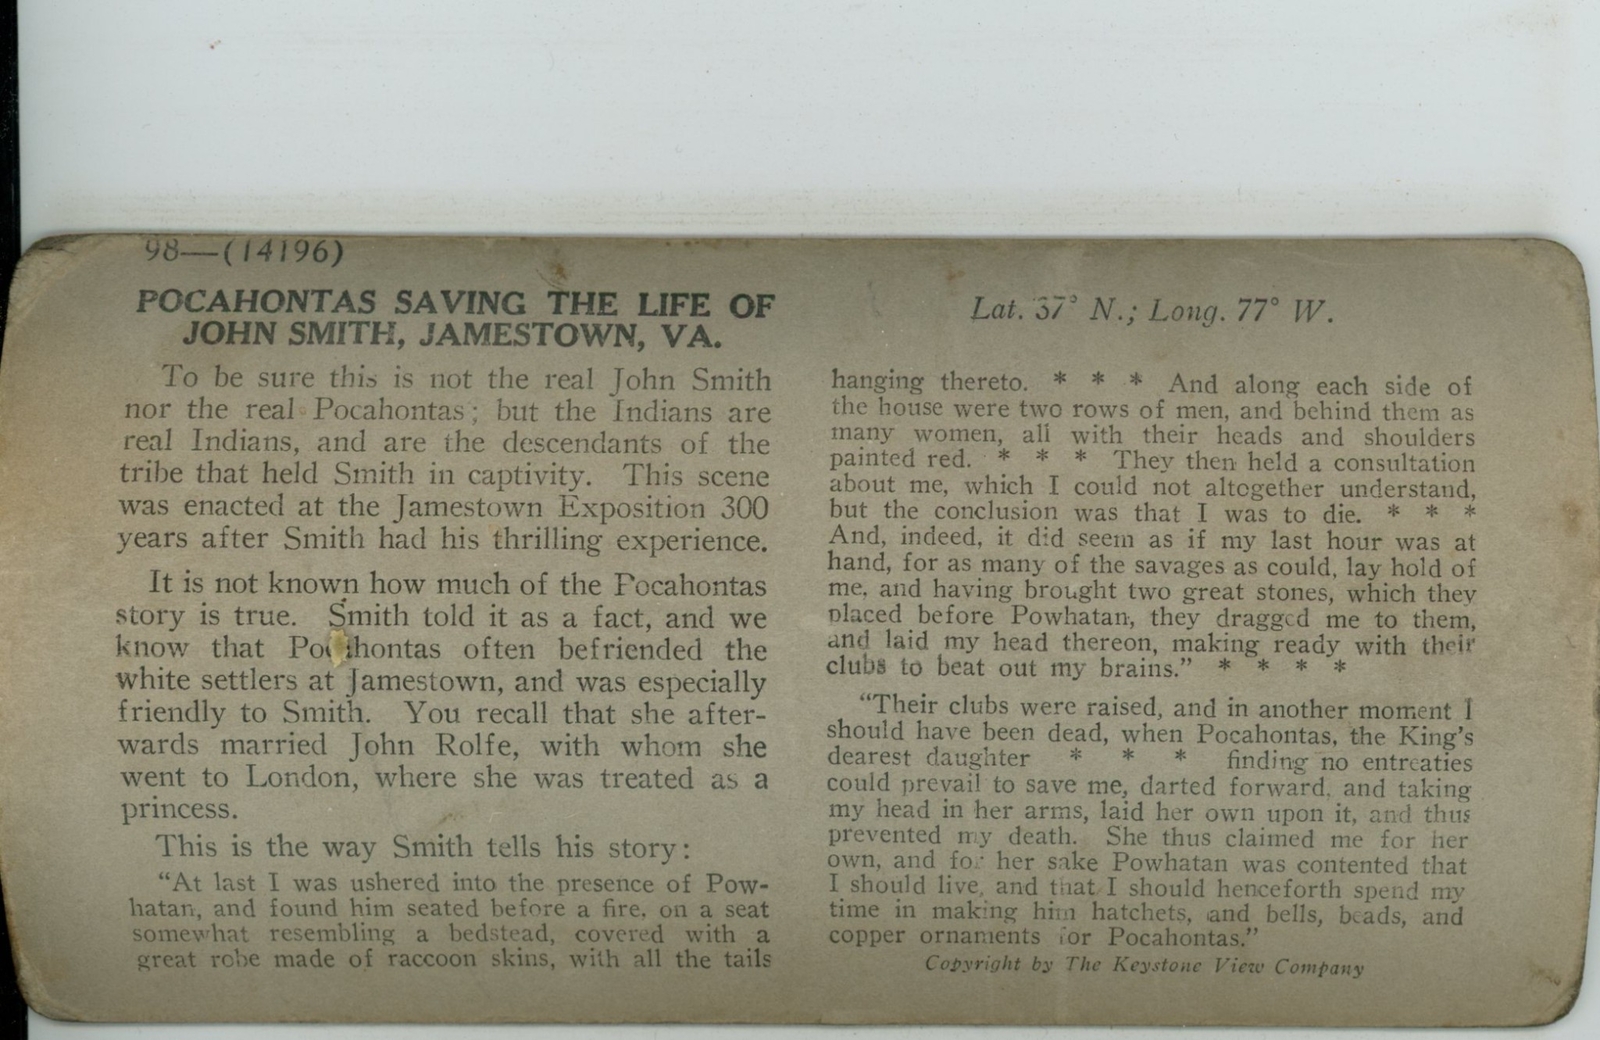 98—(14196)
POCAHONTAS SAVING THE LIFE OF
JOHN SMITH, JAMESTOWN, VA.
To be sure this is not the real John Smith
nor the real Pocahontas; but the Indians are
real Indians, and are the descendants of the
tribe that held Smith in captivity. This scene
was enacted at the Jamestown Exposition 300
years after Smith had his thrilling experience.
It is not known how much of the Pocahontas
story is true. Smith told it as a fact, and we
know that Pocahontas often befriended the
white settlers at Jamestown, and was especially
friendly to Smith. You recall that she after-
wards married John Rolfe, with whom she
went to London, where she was treated as a
princess.
This is the way Smith tells his story:
“At last I was ushered into the presence of Pow-
hatan, and found him seated before a fire, on a seat
somewhat resembling a bedstead, covered with a
great robe made of raccoon skins, with all the tails
Lat. 37° N.; Long. 77° W.
hanging thereto. * * * And along each side of
the house were two rows of men, and behind them as
many women, all with their heads and shoulders
painted red. * * * They then held a consultation
about me, which I could not altogether understand,
but the conclusion was that I was to die. * * *
And, indeed, it did seem as if my last hour was at
hand, for as many of the savages as could, lay hold of
me, and having brought two great stones, which they
placed before Powhatan, they dragged me to them,
and laid my head thereon, making ready with their
clubs to beat out my brains.” * * * *
“Their clubs were raised, and in another moment I
should have been dead, when Pocahontas, the King’s
dearest daughter * * * finding no entreaties
could prevail to save me, darted forward, and taking
my head in her arms, laid her own upon it, and thus
prevented my death. She thus claimed me for her
own, and for her sake Powhatan was contented that
I should live, and that I should henceforth spend my
time in making him hatchets, and bells, beads, and
copper ornaments for Pocahontas.”
Copyright by The Keystone View Company